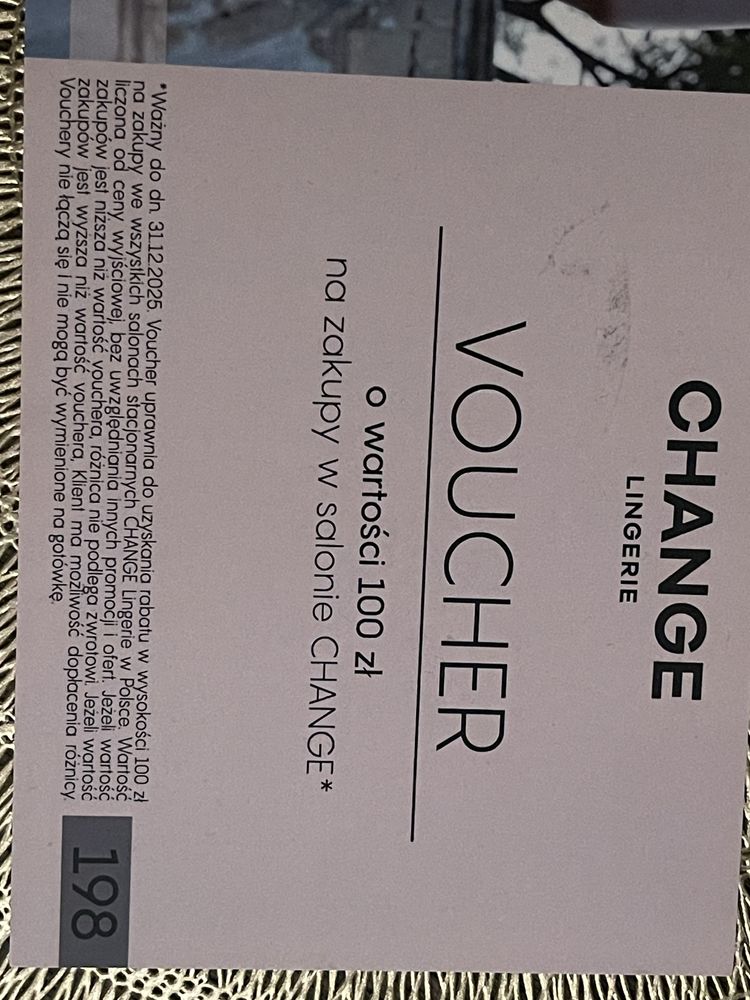 CHANGE
LINGERIE
VOUCHER
o wartości 100 zł
na zakupy w salonie CHANGE*
*Ważny do dn. 31.12.2025. Voucher uprawnia do uzyskania rabatu w wysokości 100 zł
na zakupy we wszystkich salonach stacjonarnych CHANGE Lingerie w Polsce. Wartość
liczona od ceny wyjściowej, bez uwzględniania innych promocji i ofert. Jeżeli wartość
zakupów jest niższa niż wartość vouchera, różnica nie podlega zwrotowi. Jeżeli wartość
zakupów jest wyższa niż wartość vouchera, Klient ma możliwość dopłacenia różnicy.
Vouchery nie łączą się i nie mogą być wymienione na gotówkę.
198